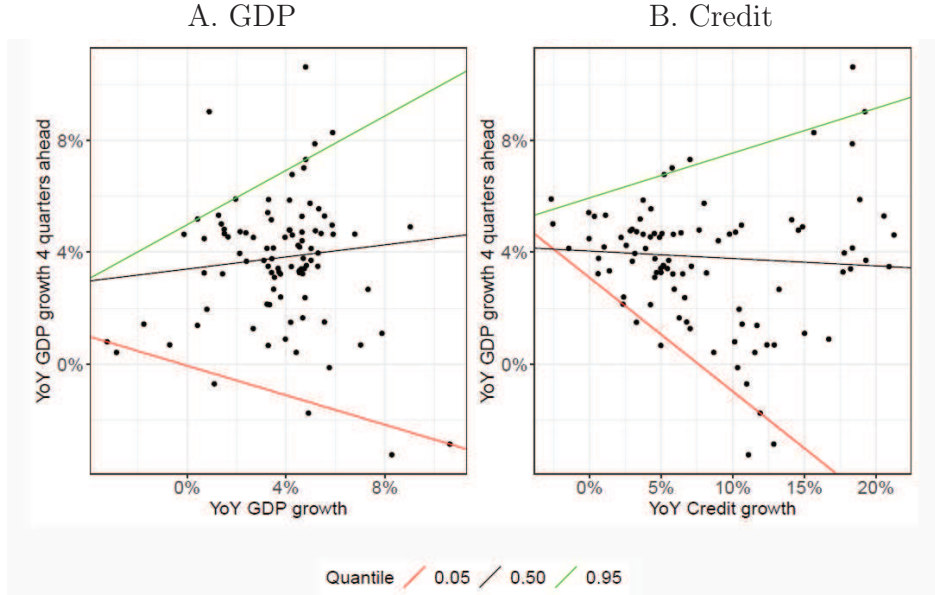 A. GDP
B. Credit
YoY GDP growth 4 quarters ahead
8%
4%
0%
0% 4% 8%
YoY GDP growth
YoY GDP growth 4 quarters ahead
8%
4%
0%
0% 5% 10% 15% 20%
YoY Credit growth
Quantile 0.05 0.50 0.95